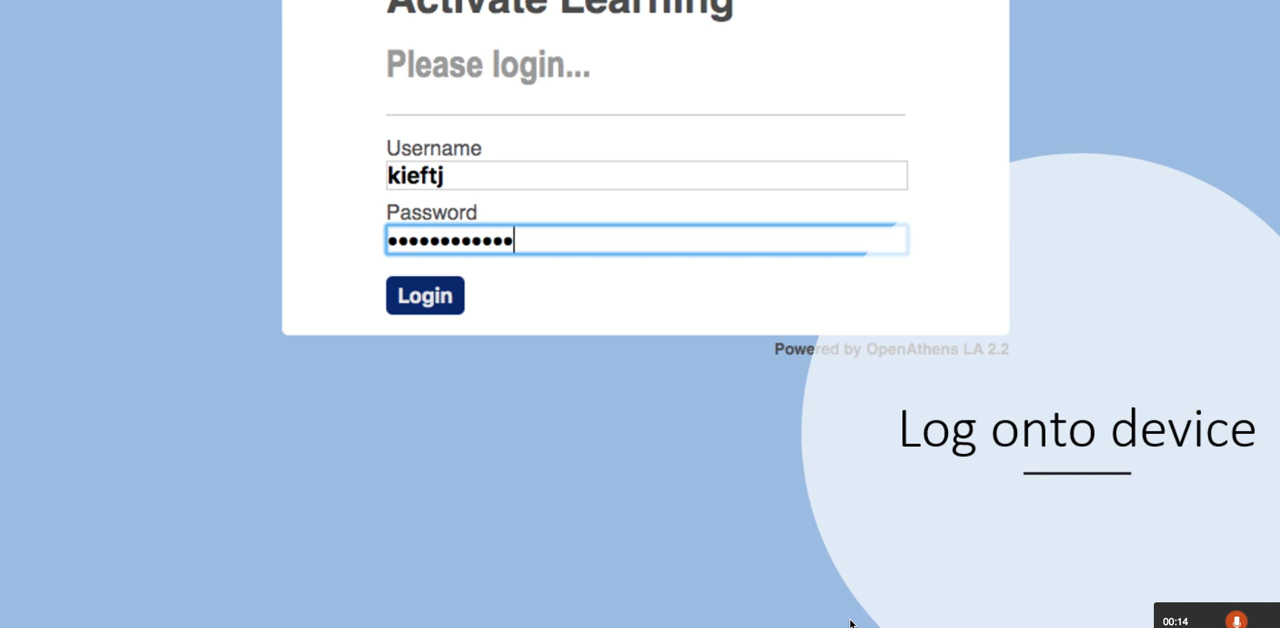 Activate Learning
Please login...
Username
kieftj
Password
••••••••••••
Login
Powered by OpenAthens LA 2.2
Log onto device
00:14